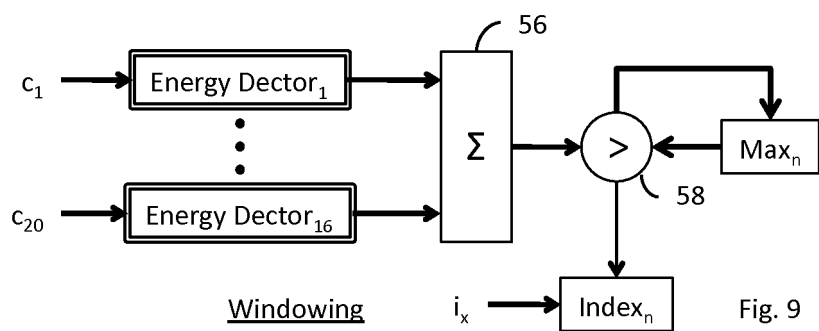 56
c1
Energy Dector1
Σ
>
Maxn
58
c20
Energy Dector16
Windowing
ix
Indexn
Fig. 9